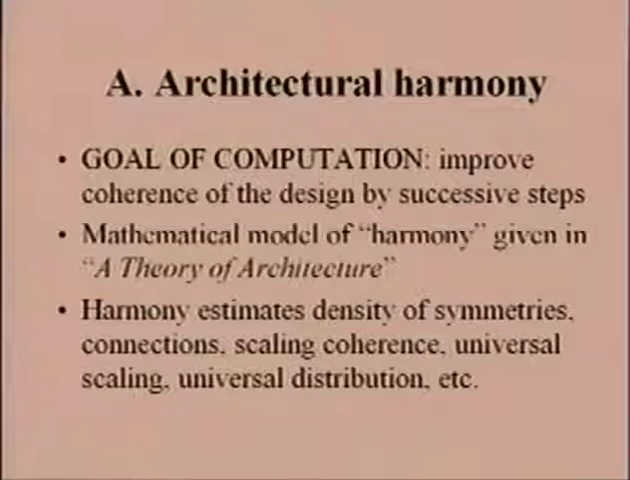 A. Architectural harmony
• GOAL OF COMPUTATION: improve
coherence of the design by successive steps
• Mathematical model of “harmony” given in
“A Theory of Architecture”
• Harmony estimates density of symmetries,
connections, scaling coherence, universal
scaling, universal distribution, etc.